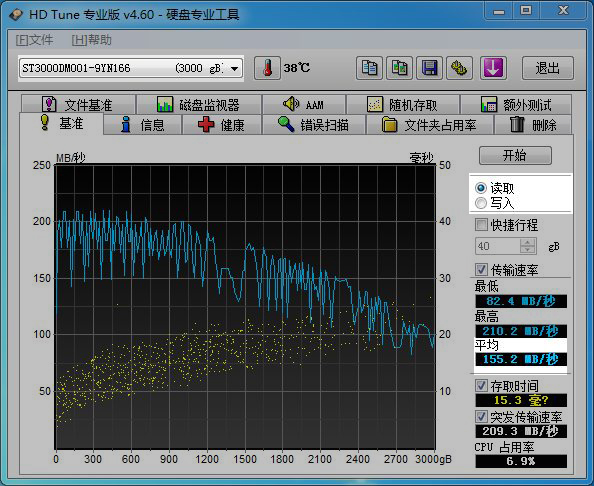 HD Tune 专业版 v4.60 - 硬盘专业工具
[F]文件 [H]帮助
ST3000DM001-9YN166 (3000 gB) 38℃ 退出
文件基准 磁盘监视器 AAM 随机存取 额外测试
基准 信息 健康 错误扫描 文件夹占用率 删除
MB/秒 毫秒
250 50
200 40
150 30
100 20
50 10
0 300 600 900 1200 1500 1800 2100 2400 2700 3000gB
开始
读取
写入
快捷行程
40 gB
传输速率
最低
82.4 MB/秒
最高
210.2 MB/秒
平均
155.2 MB/秒
存取时间
15.3 毫?
突发传输速率
209.3 MB/秒
CPU 占用率
6.9%